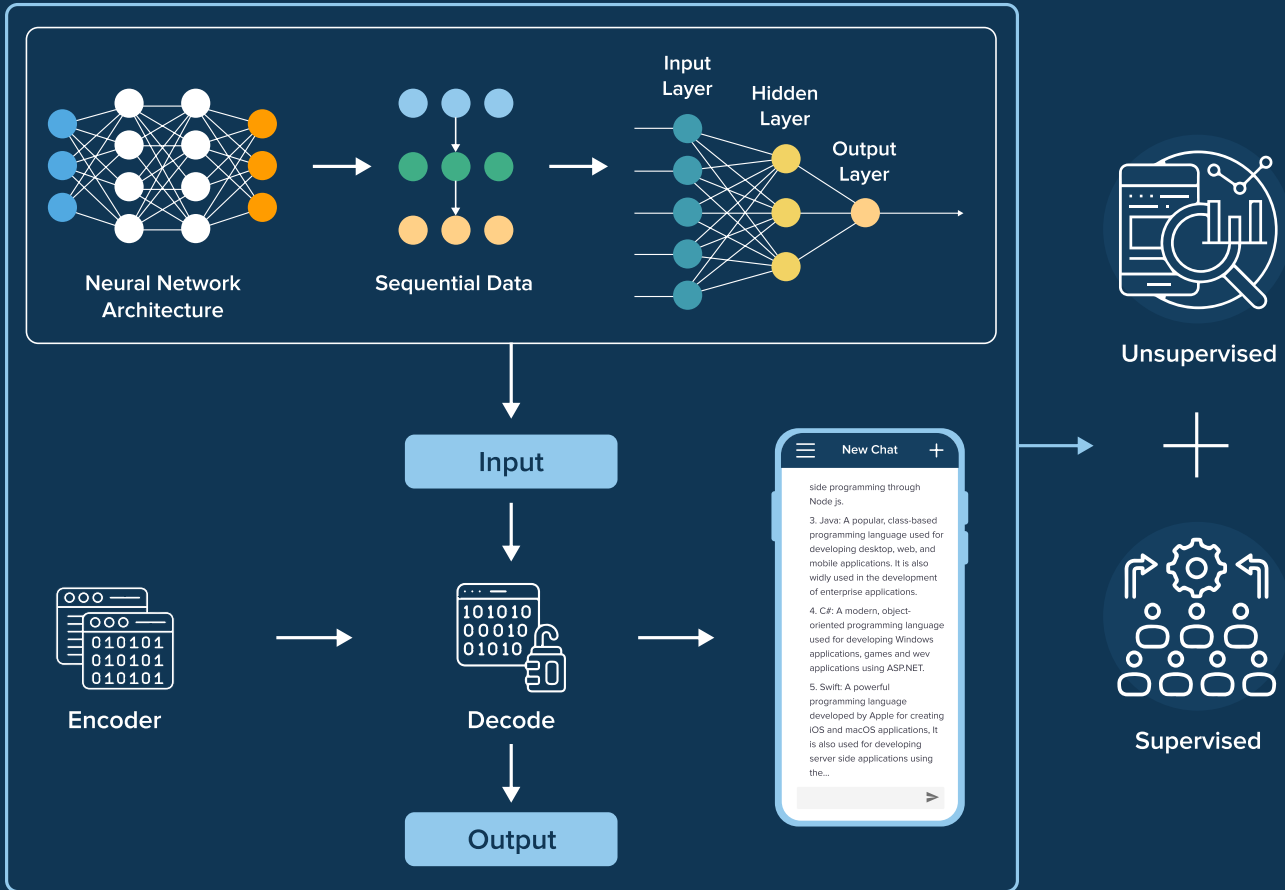 Input
Layer
Hidden
Layer
Output
Layer
Neural Network
Architecture
Sequential Data
Unsupervised
Input
New Chat
side programming through
Node js.
3. Java: A popular, class-based
programming language used for
developing desktop, web, and
mobile applications. It is also
widly used in the development
of enterprise applications.
4. C#: A modern, object-
oriented programming language
used for developing Windows
applications, games and wev
applications using ASP.NET.
5. Swift: A powerful
programming language
developed by Apple for creating
iOS and macOS applications, It
is also used for developing
server side applications using
the...
010101
010101
010101
Encoder
101010
00010
01010
Decode
Supervised
Output